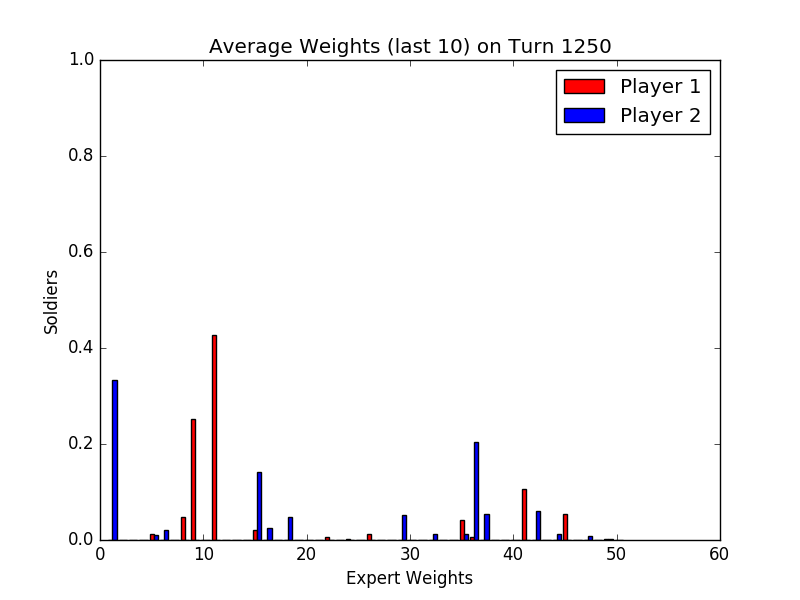 Average Weights (last 10) on Turn 1250
1.0
Player 1
Player 2
0.8
0.6
Soldiers
0.4
0.2
0.0
0 10 20 30 40 50 60
Expert Weights